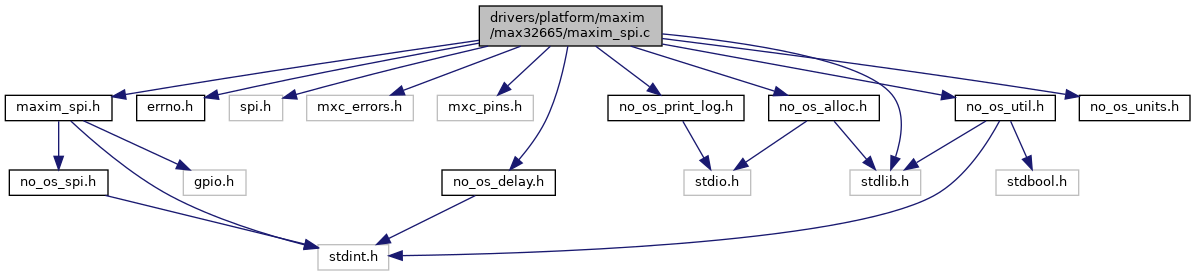 drivers/platform/maxim
/max32665/maxim_spi.c
maxim_spi.h
errno.h
spi.h
mxc_errors.h
mxc_pins.h
no_os_print_log.h
no_os_alloc.h
no_os_util.h
no_os_units.h
no_os_spi.h
gpio.h
no_os_delay.h
stdio.h
stdlib.h
stdbool.h
stdint.h